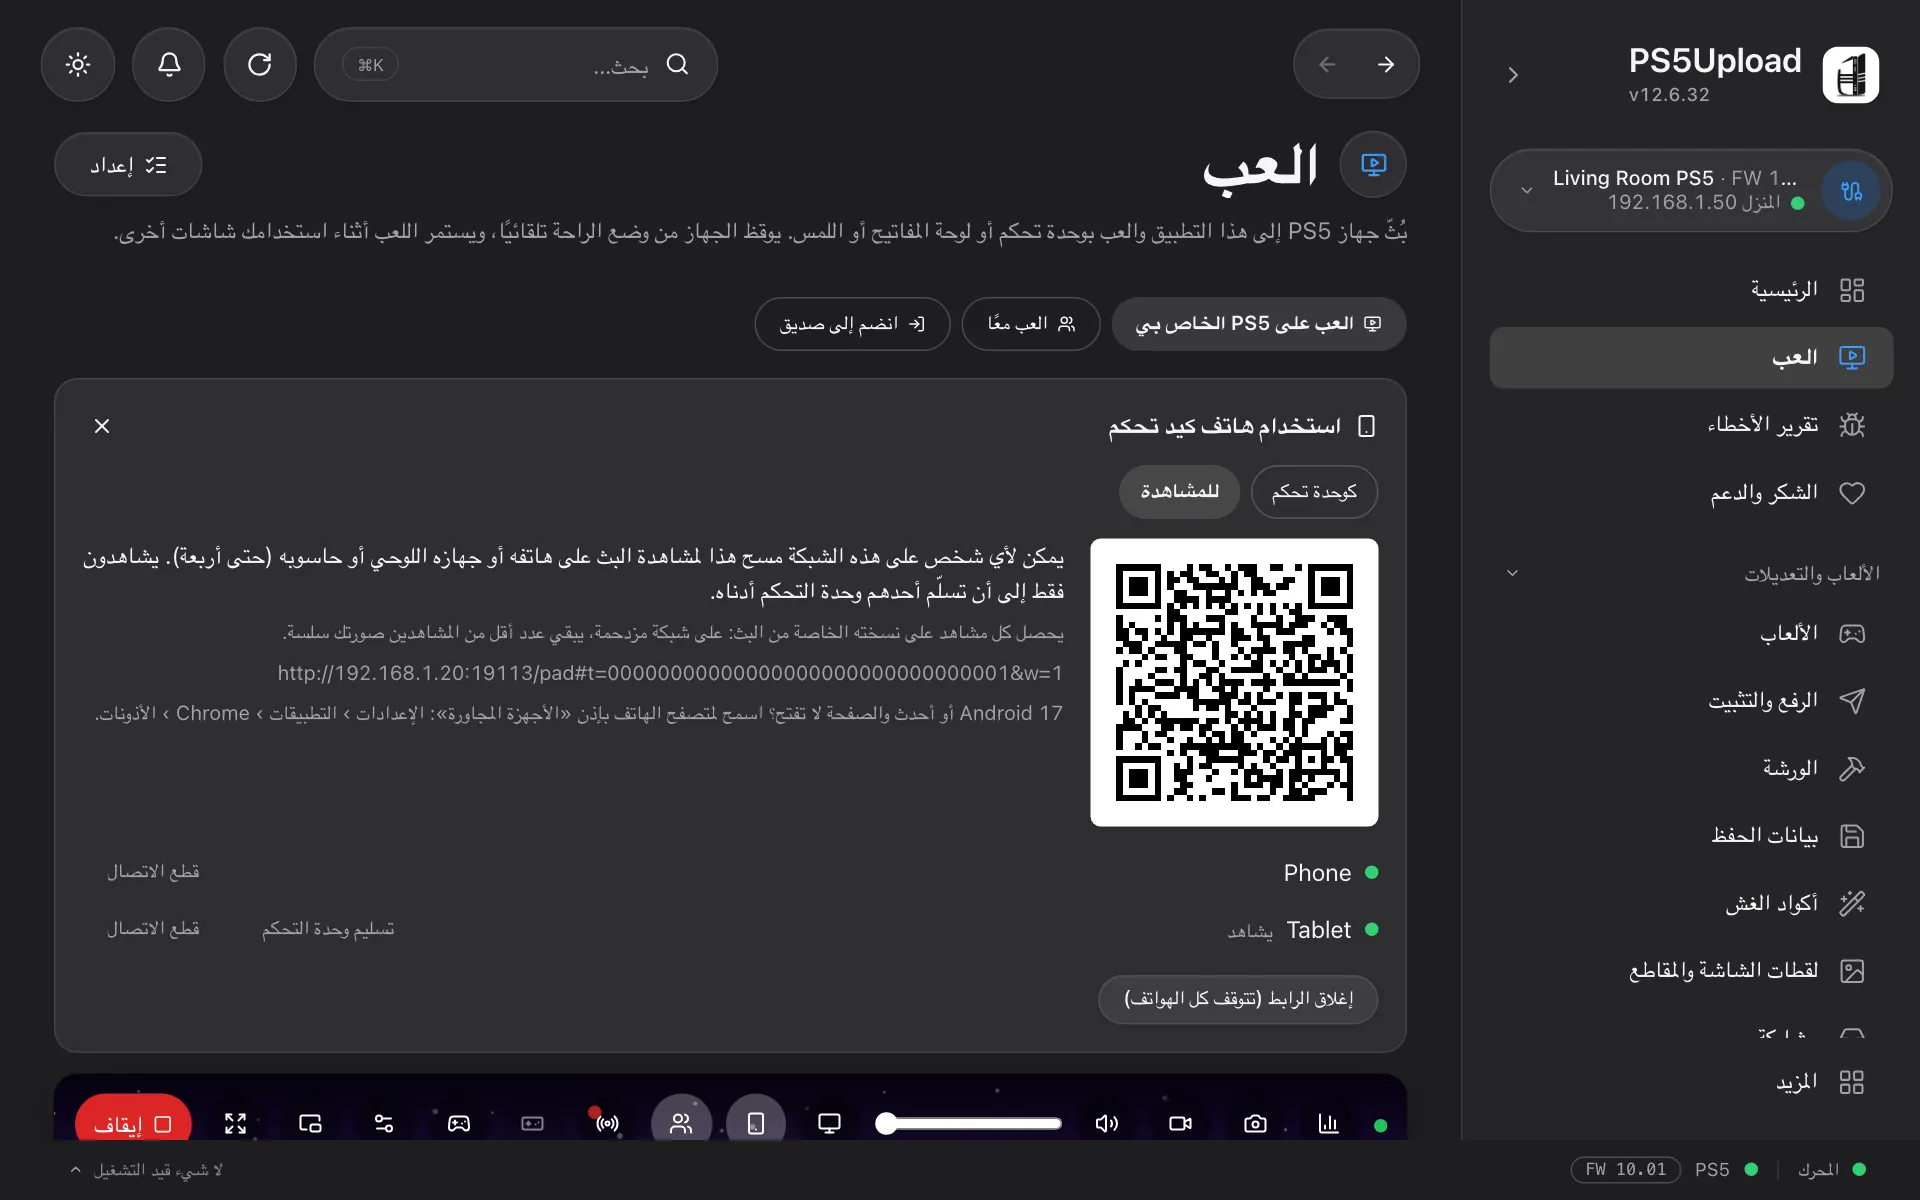 PS5Upload
v12.6.32
Living Room PS5 · FW 1...
المنزل 192.168.1.50
الرئيسية
العب
تقرير الأخطاء
الشكر والدعم
الألعاب والتعديلات
الألعاب
الرفع والتثبيت
الورشة
بيانات الحفظ
أكواد الغش
لقطات الشاشة والمقاطع
المزيد
بحث...
⌘K
العب
إعداد
بُثّ جهاز PS5 إلى هذا التطبيق والعب بوحدة تحكم أو لوحة المفاتيح أو اللمس. يوقظ الجهاز من وضع الراحة تلقائيًا، ويستمر اللعب أثناء استخدامك شاشات أخرى.
العب على PS5 الخاص بي
العب معًا
انضم إلى صديق
استخدام هاتف كيد تحكم
كوحدة تحكم
للمشاهدة
يمكن لأي شخص على هذه الشبكة مسح هذا لمشاهدة البث على هاتفه أو جهازه اللوحي أو حاسوبه (حتى أربعة). يشاهدون
فقط إلى أن تسلّم أحدهم وحدة التحكم أدناه.
يحصل كل مشاهد على نسخته الخاصة من البث: على شبكة مزدحمة، يبقي عدد أقل من المشاهدين صورتك سلسة.
http://192.168.1.20:19113/pad#t=00000000000000000000000000000001&w=1
Android 17 أو أحدث والصفحة لا تفتح؟ اسمح لمتصفح الهاتف بإذن «الأجهزة المجاورة»: الإعدادات › التطبيقات › Chrome › الأذونات.
Phone
قطع الاتصال
Tablet يشاهد
تسليم وحدة التحكم
قطع الاتصال
إغلاق الرابط (تتوقف كل الهواتف)
إيقاف
المحرك
PS5
FW 10.01
لا شيء قيد التشغيل